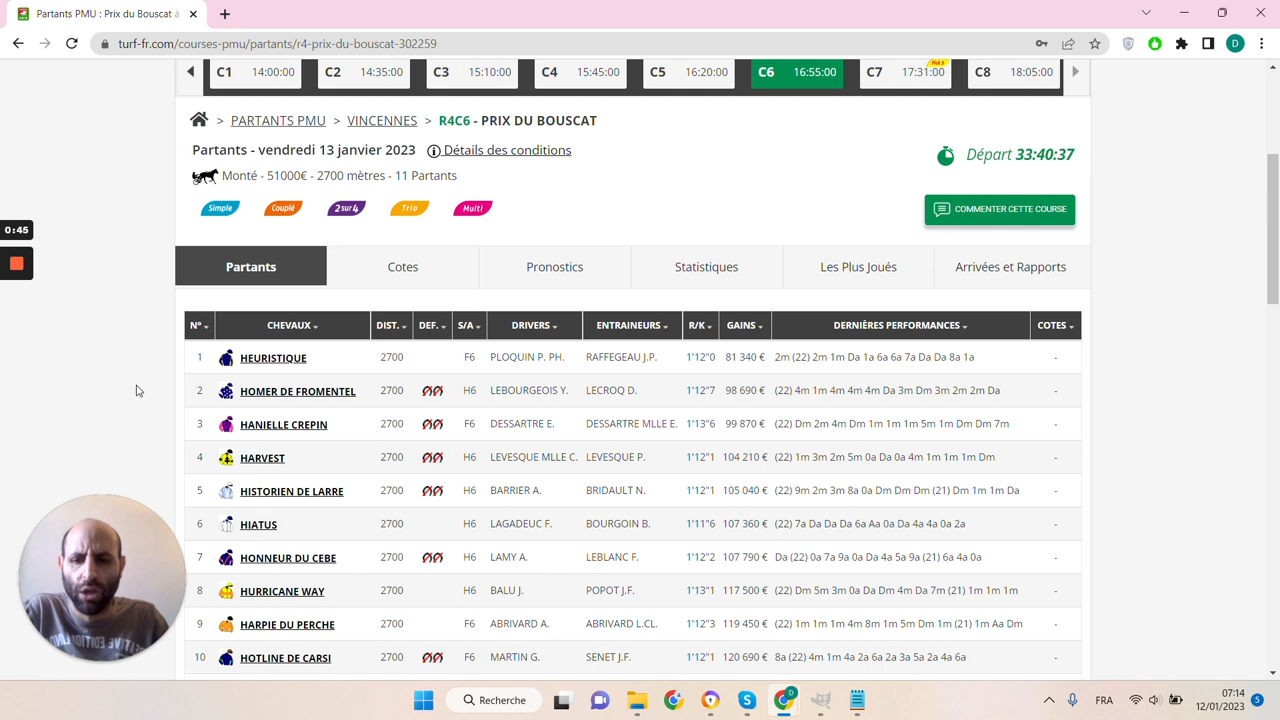 Partants PMU : Prix du Bouscat à
turf-fr.com/courses-pmu/partants/r4-prix-du-bouscat-302259
D
C1 14:00:00 C2 14:35:00 C3 15:10:00 C4 15:45:00 C5 16:20:00 C6 16:55:00 C7 17:31:00 C8 18:05:00
> PARTANTS PMU > VINCENNES > R4C6 - PRIX DU BOUSCAT
Partants - vendredi 13 janvier 2023 Détails des conditions
Départ 33:40:37
Monté - 51000€ - 2700 mètres - 11 Partants
Simple Couplé 2sur4 Trio Multi
COMMENTER CETTE COURSE
0:45
Partants Cotes Pronostics Statistiques Les Plus Joués Arrivées et Rapports
N° CHEVAUX DIST. DEF. S/A DRIVERS ENTRAINEURS R/K GAINS DERNIÈRES PERFORMANCES COTES
1 HEURISTIQUE 2700 F6 PLOQUIN P. PH. RAFFEGEAU J.P. 1'12"0 81 340 € 2m (22) 2m 1m Da 1a 6a 6a 7a Da Da 8a 1a -
2 HOMER DE FROMENTEL 2700 H6 LEBOURGEOIS Y. LECROQ D. 1'12"7 98 690 € (22) 4m 1m 4m 4m 4m Da 3m Dm 3m 2m 2m Da -
3 HANIELLE CREPIN 2700 F6 DESSARTRE E. DESSARTRE MLLE E. 1'13"6 99 870 € (22) Dm 2m 4m Dm 1m 1m 1m 5m 1m Dm Dm 7m -
4 HARVEST 2700 H6 LEVESQUE MLLE C. LEVESQUE P. 1'12"1 104 210 € (22) 1m 3m 2m 5m 0a Da 0a 4m 1m 1m 1m Dm -
5 HISTORIEN DE LARRE 2700 H6 BARRIER A. BRIDAULT N. 1'12"1 105 040 € (22) 9m 2m 3m 8a 0a Dm Dm Dm (21) Dm 1m 1m Da -
6 HIATUS 2700 H6 LAGADEUC F. BOURGOIN B. 1'11"6 107 360 € (22) 7a Da Da Da 6a Aa 0a Da 4a 4a 0a 2a -
7 HONNEUR DU CEBE 2700 H6 LAMY A. LEBLANC F. 1'12"2 107 790 € Da (22) 0a 7a 9a 0a Da 4a 5a 9a (21) 6a 4a 0a -
8 HURRICANE WAY 2700 H6 BALU J. POPOT J.F. 1'13"1 117 500 € (22) Dm 5m 3m 0a Da Dm 4m Da 7m (21) 1m 1m 1m -
9 HARPIE DU PERCHE 2700 F6 ABRIVARD A. ABRIVARD L.CL. 1'12"3 119 450 € (22) 1m 1m 1m 4m 8m 1m 5m Dm 1m (21) 1m Aa Dm -
10 HOTLINE DE CARSI 2700 F6 MARTIN G. SENET J.F. 1'12"1 120 690 € 8a (22) 4m 1m 4a 2a 6a 2a 3a 5a 2a 4a 6a -
Recherche
FRA
07:14
12/01/2023
5